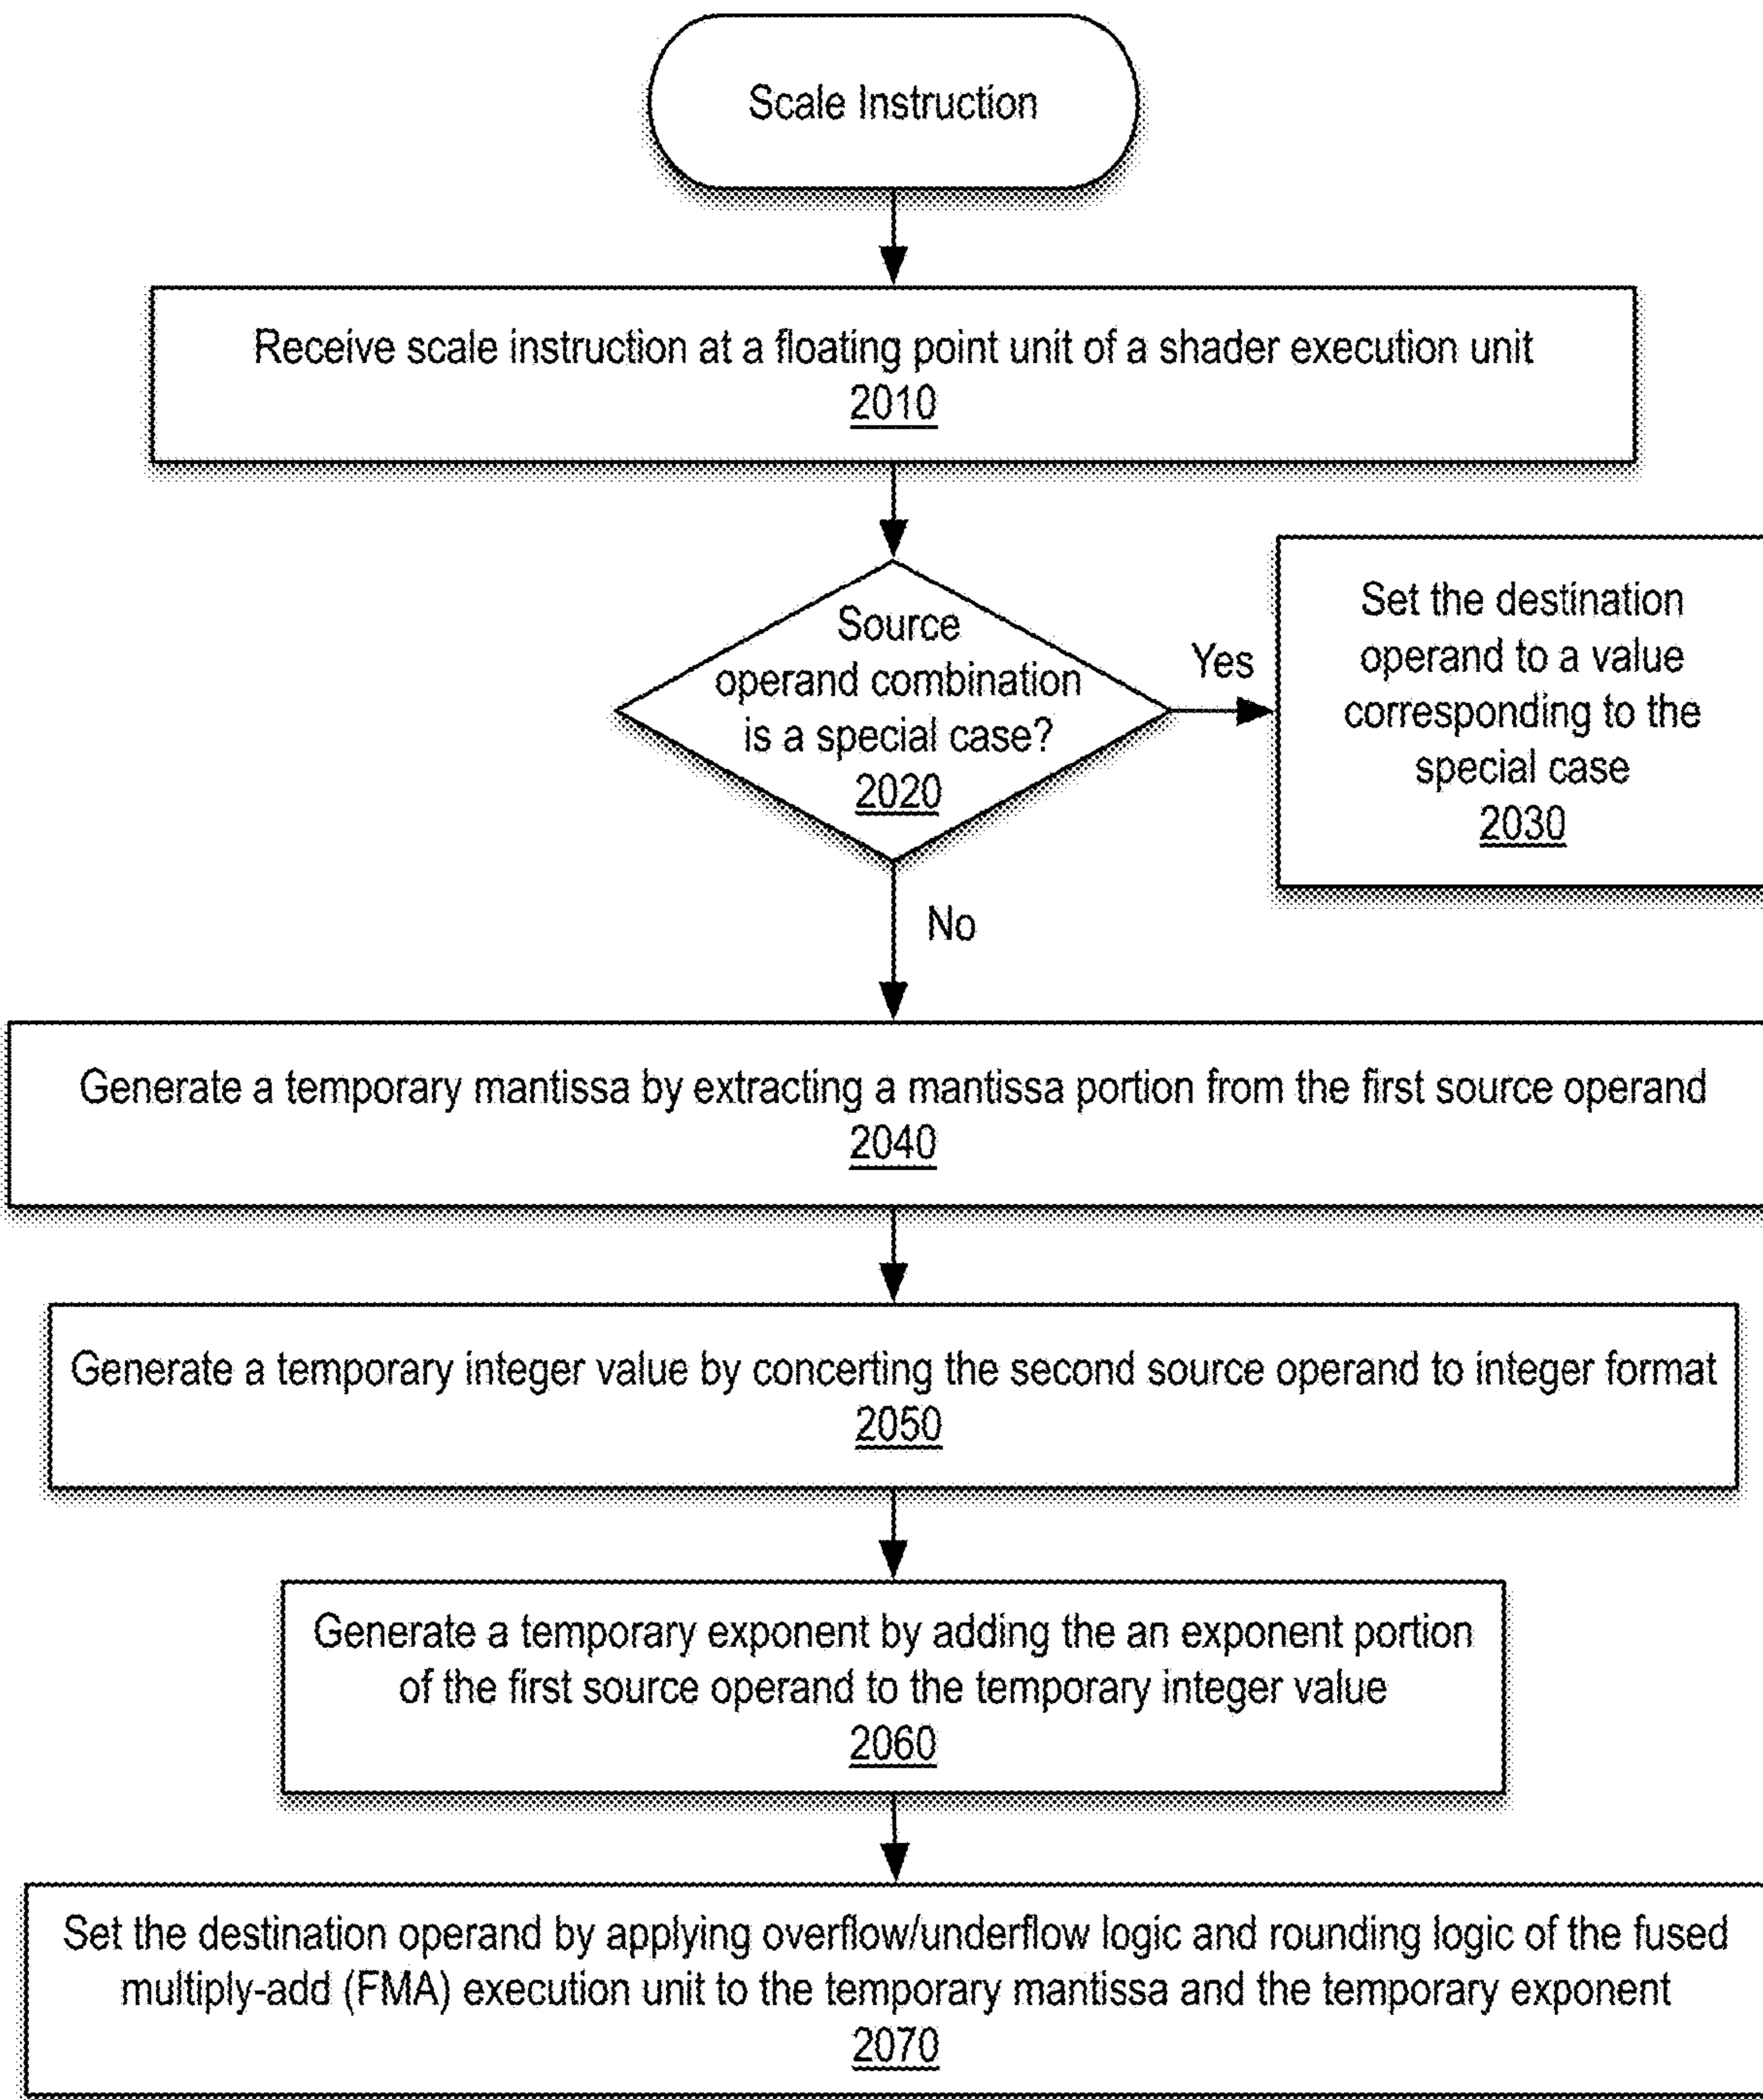 Scale Instruction
Receive scale instruction at a floating point unit of a shader execution unit
2010
Source
operand combination
is a special case?
2020
Yes
Set the destination
operand to a value
corresponding to the
special case
2030
No
Generate a temporary mantissa by extracting a mantissa portion from the first source operand
2040
Generate a temporary integer value by concerting the second source operand to integer format
2050
Generate a temporary exponent by adding the an exponent portion
of the first source operand to the temporary integer value
2060
Set the destination operand by applying overflow/underflow logic and rounding logic of the fused
multiply-add (FMA) execution unit to the temporary mantissa and the temporary exponent
2070